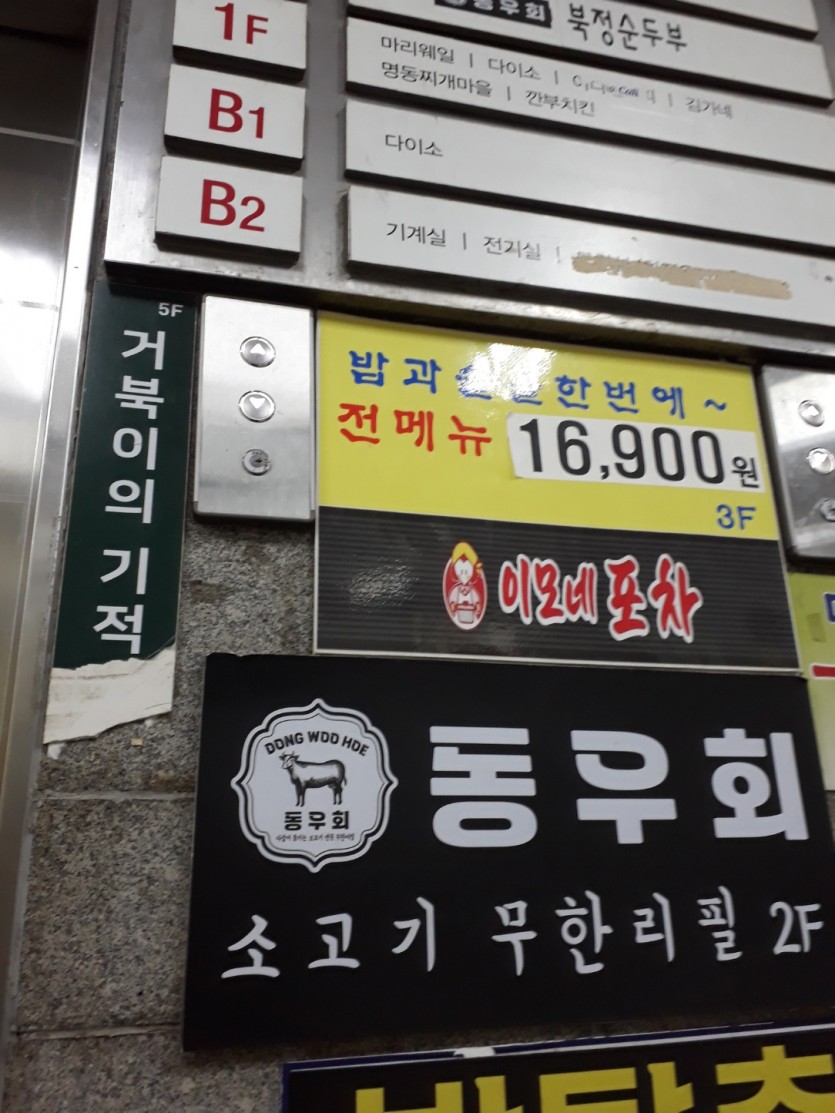 동우회 북정순두부
1F
마리웨일 | 다이소 | 김가네
명동찌개마을 | 깐부치킨
B1
다이소
B2
기계실 | 전기실 |
5F
거북이의 기적
밥과 한번에~
전메뉴 16,900원
3F
이모네포차
DONG WOO HOE
동우회
동우회
소고기 무한리필 2F